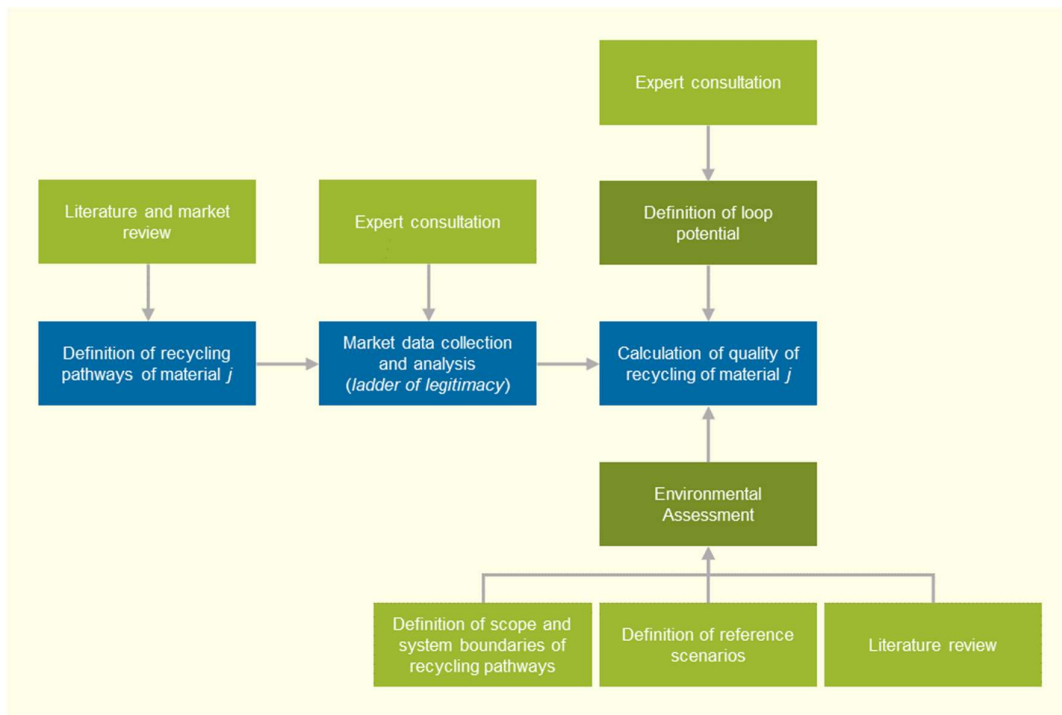 Expert consultation
Literature and market
review
Expert consultation
Definition of loop
potential
Definition of recycling
pathways of material j
Market data collection
and analysis
(ladder of legitimacy)
Calculation of quality of
recycling of material j
Environmental
Assessment
Definition of scope and
system boundaries of
recycling pathways
Definition of reference
scenarios
Literature review